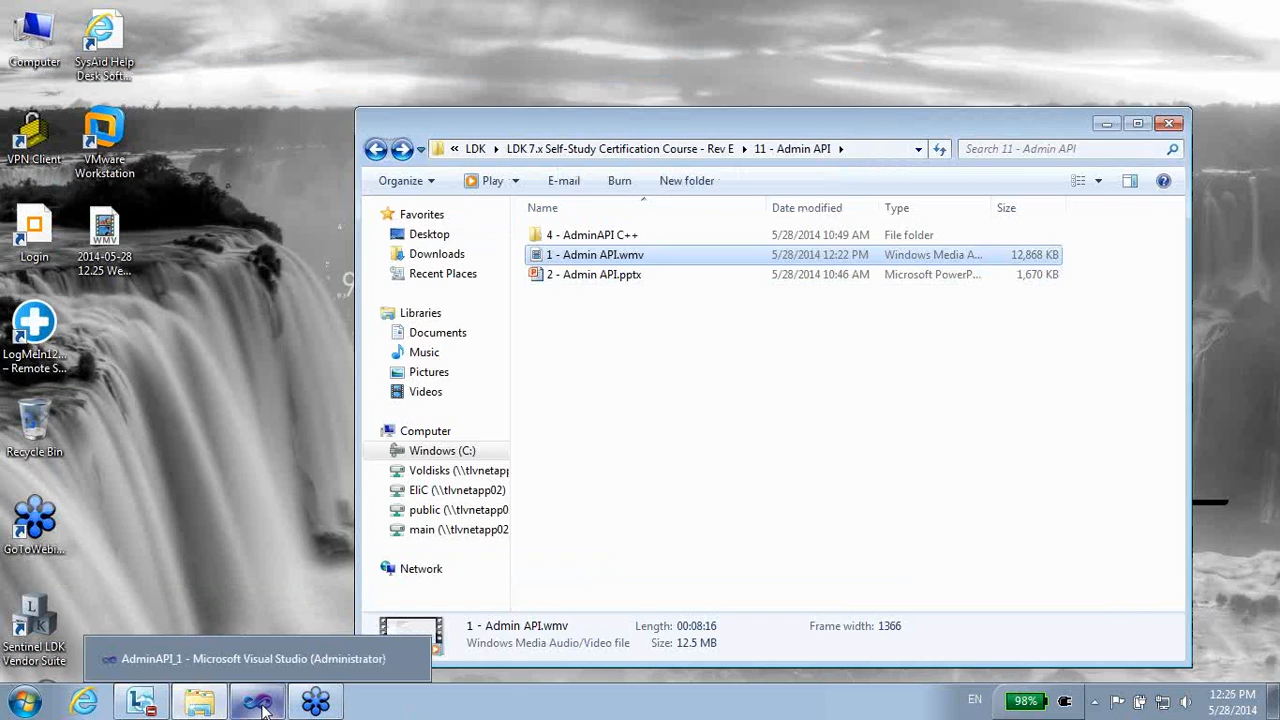 Computer
SysAid Help
Desk Soft...
VPN Client
VMware
Workstation
Login
WMV
2014-05-28
12.25 We...
LogMeIn12...
– Remote S...
Recycle Bin
GoToWebi...
L
K
Sentinel LDK
Vendor Suite
«
LDK
LDK 7.x Self-Study Certification Course - Rev E
11 - Admin API
Search 11 - Admin API
Organize
Play
E-mail
Burn
New folder
Favorites
Desktop
Downloads
Recent Places
Libraries
Documents
Music
Pictures
Videos
Computer
Windows (C:)
Voldisks (\\tlvnetapp
EliC (\\tlvnetapp02)
public (\\tlvnetapp0
main (\\tlvnetapp02
Network
Name
Date modified
Type
Size
4 - AdminAPI C++
5/28/2014 10:49 AM
File folder
1 - Admin API.wmv
5/28/2014 12:22 PM
Windows Media A...
12,868 KB
2 - Admin API.pptx
5/28/2014 10:46 AM
Microsoft PowerP...
1,670 KB
1 - Admin API.wmv
Length: 00:08:16
Frame width: 1366
Windows Media Audio/Video file
Size: 12.5 MB
AdminAPI_1 - Microsoft Visual Studio (Administrator)
EN
98%
12:25 PM
5/28/2014